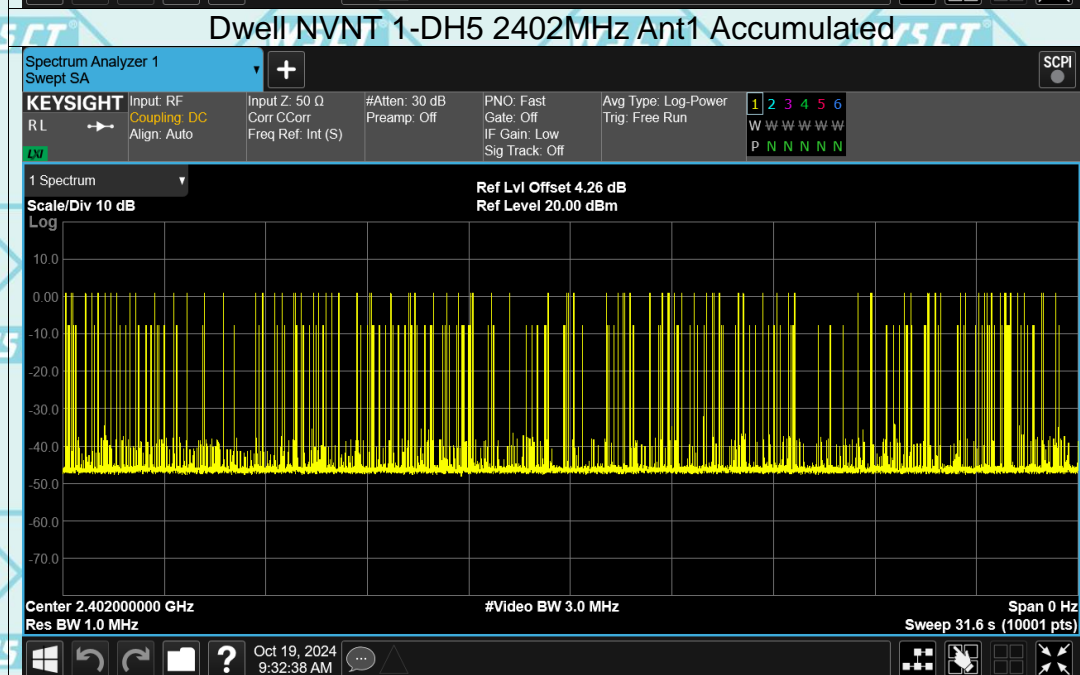 Dwell NVNT 1-DH5 2402MHz Ant1 Accumulated
Spectrum Analyzer 1
Swept SA
+
SCPI
KEYSIGHT
R L
LXI
Input: RF
Coupling: DC
Align: Auto
Input Z: 50 Ω
Corr CCorr
Freq Ref: Int (S)
#Atten: 30 dB
Preamp: Off
PNO: Fast
Gate: Off
IF Gain: Low
Sig Track: Off
Avg Type: Log-Power
Trig: Free Run
1 2 3 4 5 6
W W W W W W
P N N N N N
1 Spectrum
Scale/Div 10 dB
Ref Lvl Offset 4.26 dB
Ref Level 20.00 dBm
Log
10.0
0.00
-10.0
-20.0
-30.0
-40.0
-50.0
-60.0
-70.0
Center 2.402000000 GHz
#Video BW 3.0 MHz
Span 0 Hz
Res BW 1.0 MHz
Sweep 31.6 s (10001 pts)
?
Oct 19, 2024
9:32:38 AM